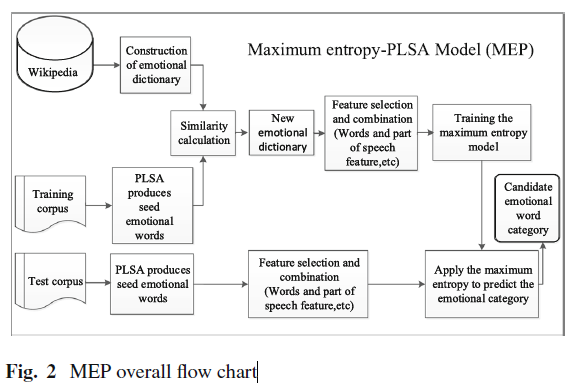 Wikipedia
Construction
of emotional
dictionary
Maximum entropy-PLSA Model (MEP)
Similarity
calculation
New
emotional
dictionary
Feature selection
and combination
(Words and part
of speech
feature,etc)
Training the
maximum entropy
model
Training
corpus
PLSA
produces
seed
emotional
words
Candidate
emotional
word
category
Test corpus
PLSA produces
seed emotional
words
Feature selection and
combination
(Words and part of
speech feature,etc)
Apply the maximum
entropy to predict the
emotional category
Fig. 2 MEP overall flow chart